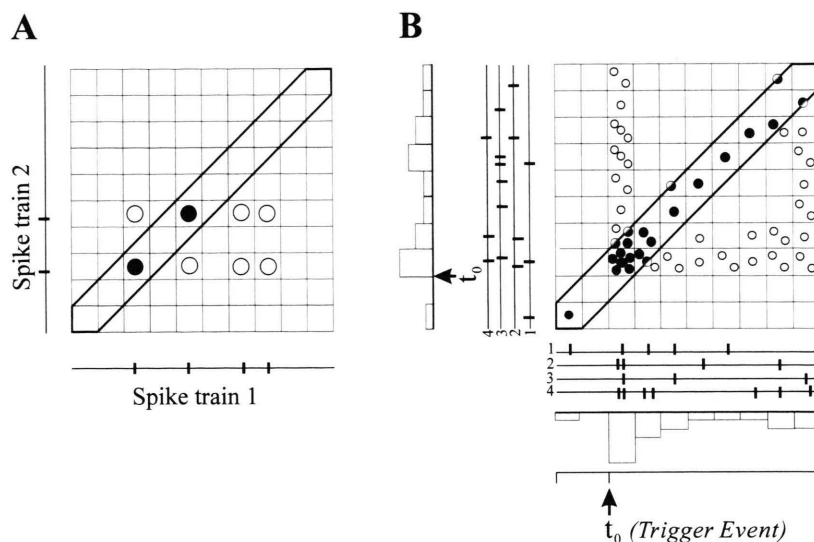 A
Spike train 2
Spike train 1
B
t0
4 3 2 1
1
2
3
4
t0 (Trigger Event)